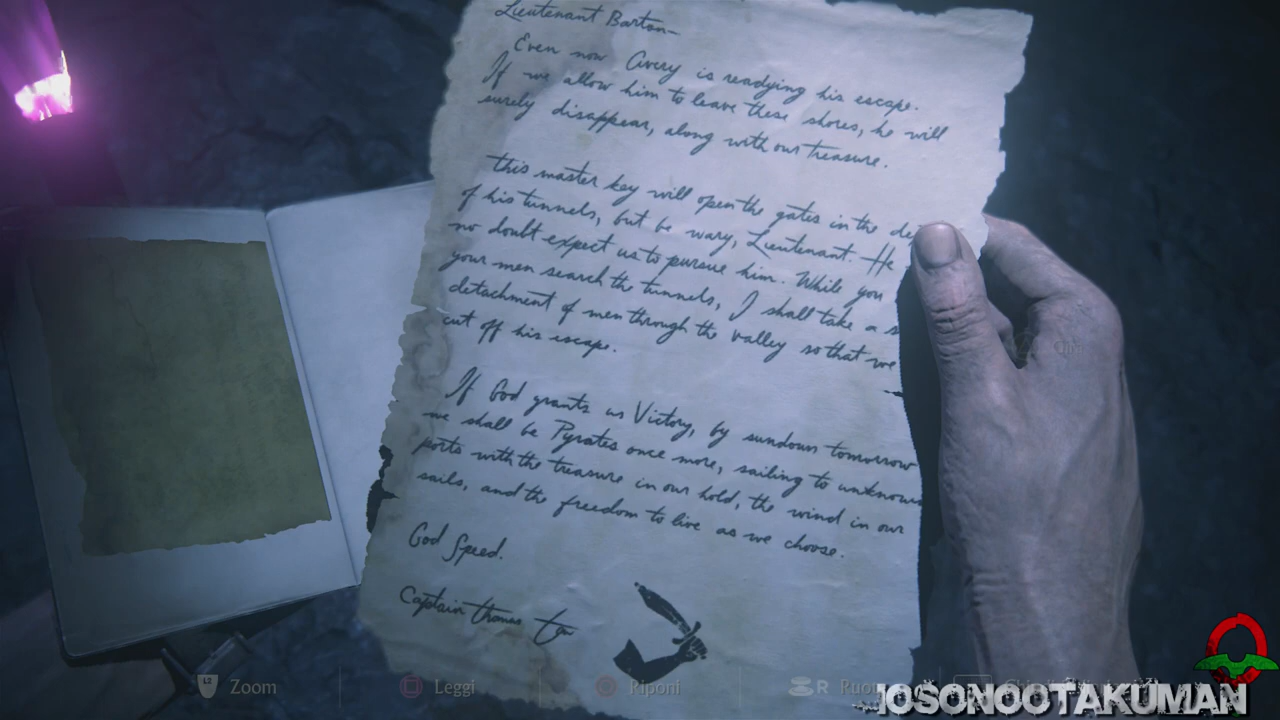 Lieutenant Barton-
Even now Avery is readying his escape.
If we allow him to leave these shores, he will
surely disappear, along with our treasure.
this master key will open the gates in the
of his tunnels, but be wary, Lieutenant. He
no doubt expect us to pursue him. While you
your men search the tunnels, I shall take a
detachment of men through the valley so that we
cut off his escape.
If God grants us Victory, by sundown tomorrow
we shall be Pyrates once more, sailing to unknown
ports with the treasure in our hold, the wind in our
sails, and the freedom to live as we choose.
God Speed.
Captain Thomas Tew
L2 Zoom
Leggi
Riponi
R
IOSONOOTAKUMAN